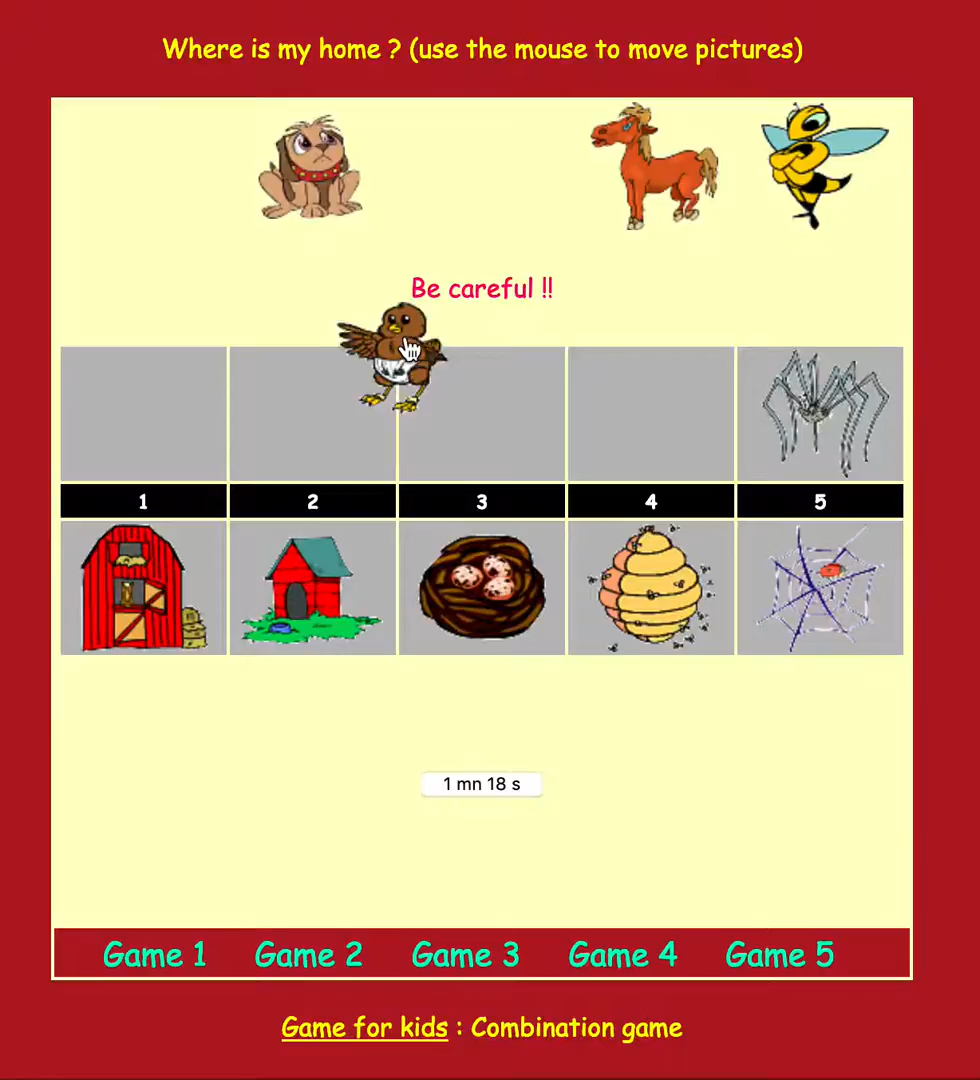 Where is my home ? (use the mouse to move pictures)
Be careful !!
1 2 3 4 5
1 mn 18 s
Game 1 Game 2 Game 3 Game 4 Game 5
Game for kids : Combination game